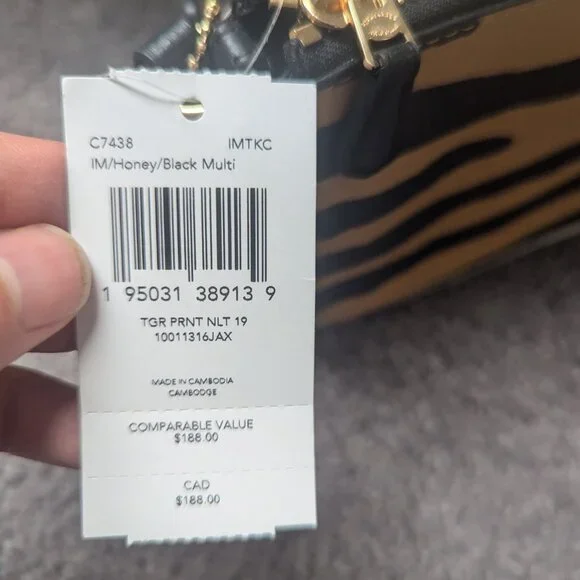 C7438 IMTKC
IM/Honey/Black Multi
1 95031 38913 9
TGR PRNT NLT 19
10011316JAX
MADE IN CAMBODIA
CAMBODGE
COMPARABLE VALUE
$188.00
CAD
$188.00